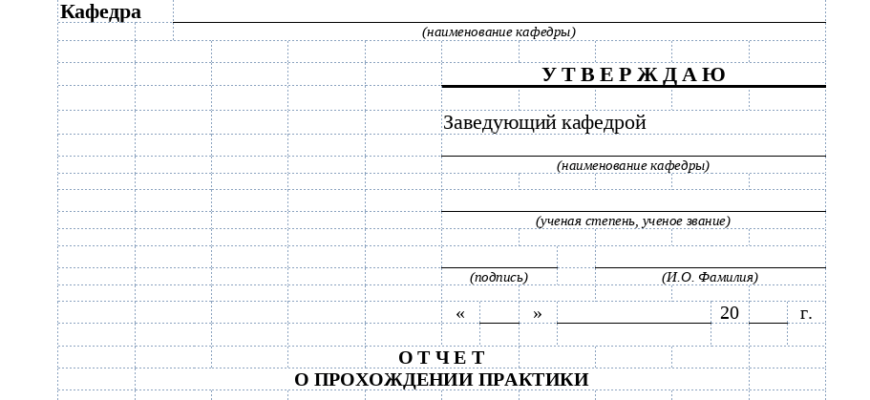 Кафедра
(наименование кафедры)
У Т В Е Р Ж Д А Ю
Заведующий кафедрой
(наименование кафедры)
(ученая степень, ученое звание)
(подпись) (И.О. Фамилия)
« » 20 г.
О Т Ч Е Т
О ПРОХОЖДЕНИИ ПРАКТИКИ